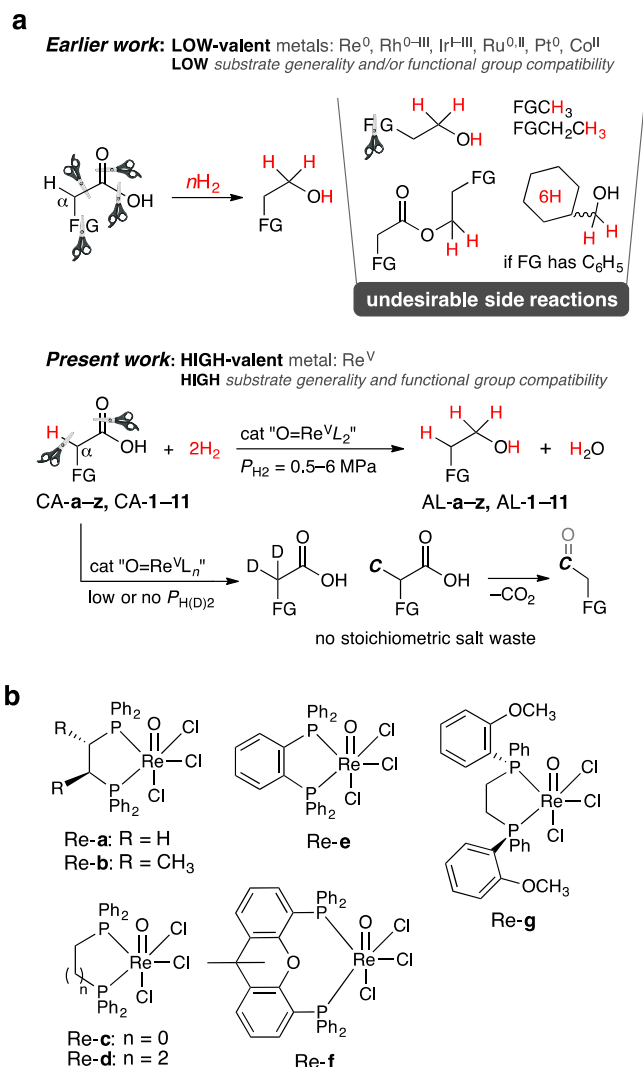 a
Earlier work: LOW-valent metals: Re⁰, Rh⁰⁻ᴵᴵᴵ, Irᴵ⁻ᴵᴵᴵ, Ru⁰,ᴵᴵ, Pt⁰, Coᴵᴵ
LOW substrate generality and/or functional group compatibility
H O OH α FG
nH₂
H H OH FG
FG H H OH
FGCH₃
FGCH₂CH₃
O O FG H H FG
6H OH H H
if FG has C₆H₅
undesirable side reactions
Present work: HIGH-valent metal: Reⱽ
HIGH substrate generality and functional group compatibility
H O OH α FG + 2H₂
cat "O=ReⱽL₂"
P_H2 = 0.5–6 MPa
H H H OH FG + H₂O
CA-a–z, CA-1–11
AL-a–z, AL-1–11
cat "O=ReⱽLₙ"
low or no P_H(D)2
D D O OH FG
C O OH FG
–CO₂
O C FG
no stoichiometric salt waste
b
R R Ph₂ P O Re Cl Cl Cl P Ph₂
Re-a: R = H
Re-b: R = CH₃
Ph₂ P O Re Cl Cl Cl P Ph₂
Re-e
OCH₃ Ph P O Re Cl Cl Cl P Ph OCH₃
Re-g
Ph₂ P O Re Cl Cl Cl P Ph₂ ( )n
Re-c: n = 0
Re-d: n = 2
Ph₂ P O O Re Cl Cl Cl P Ph₂
Re-f